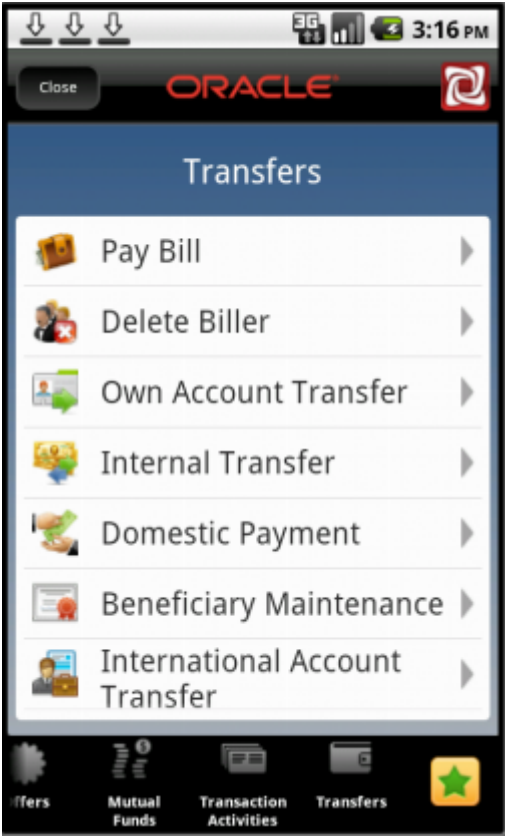 3G
3:16 PM
Close
ORACLE
Transfers
Pay Bill
Delete Biller
Own Account Transfer
Internal Transfer
Domestic Payment
Beneficiary Maintenance
International Account
Transfer
ffers
Mutual
Funds
Transaction
Activities
Transfers